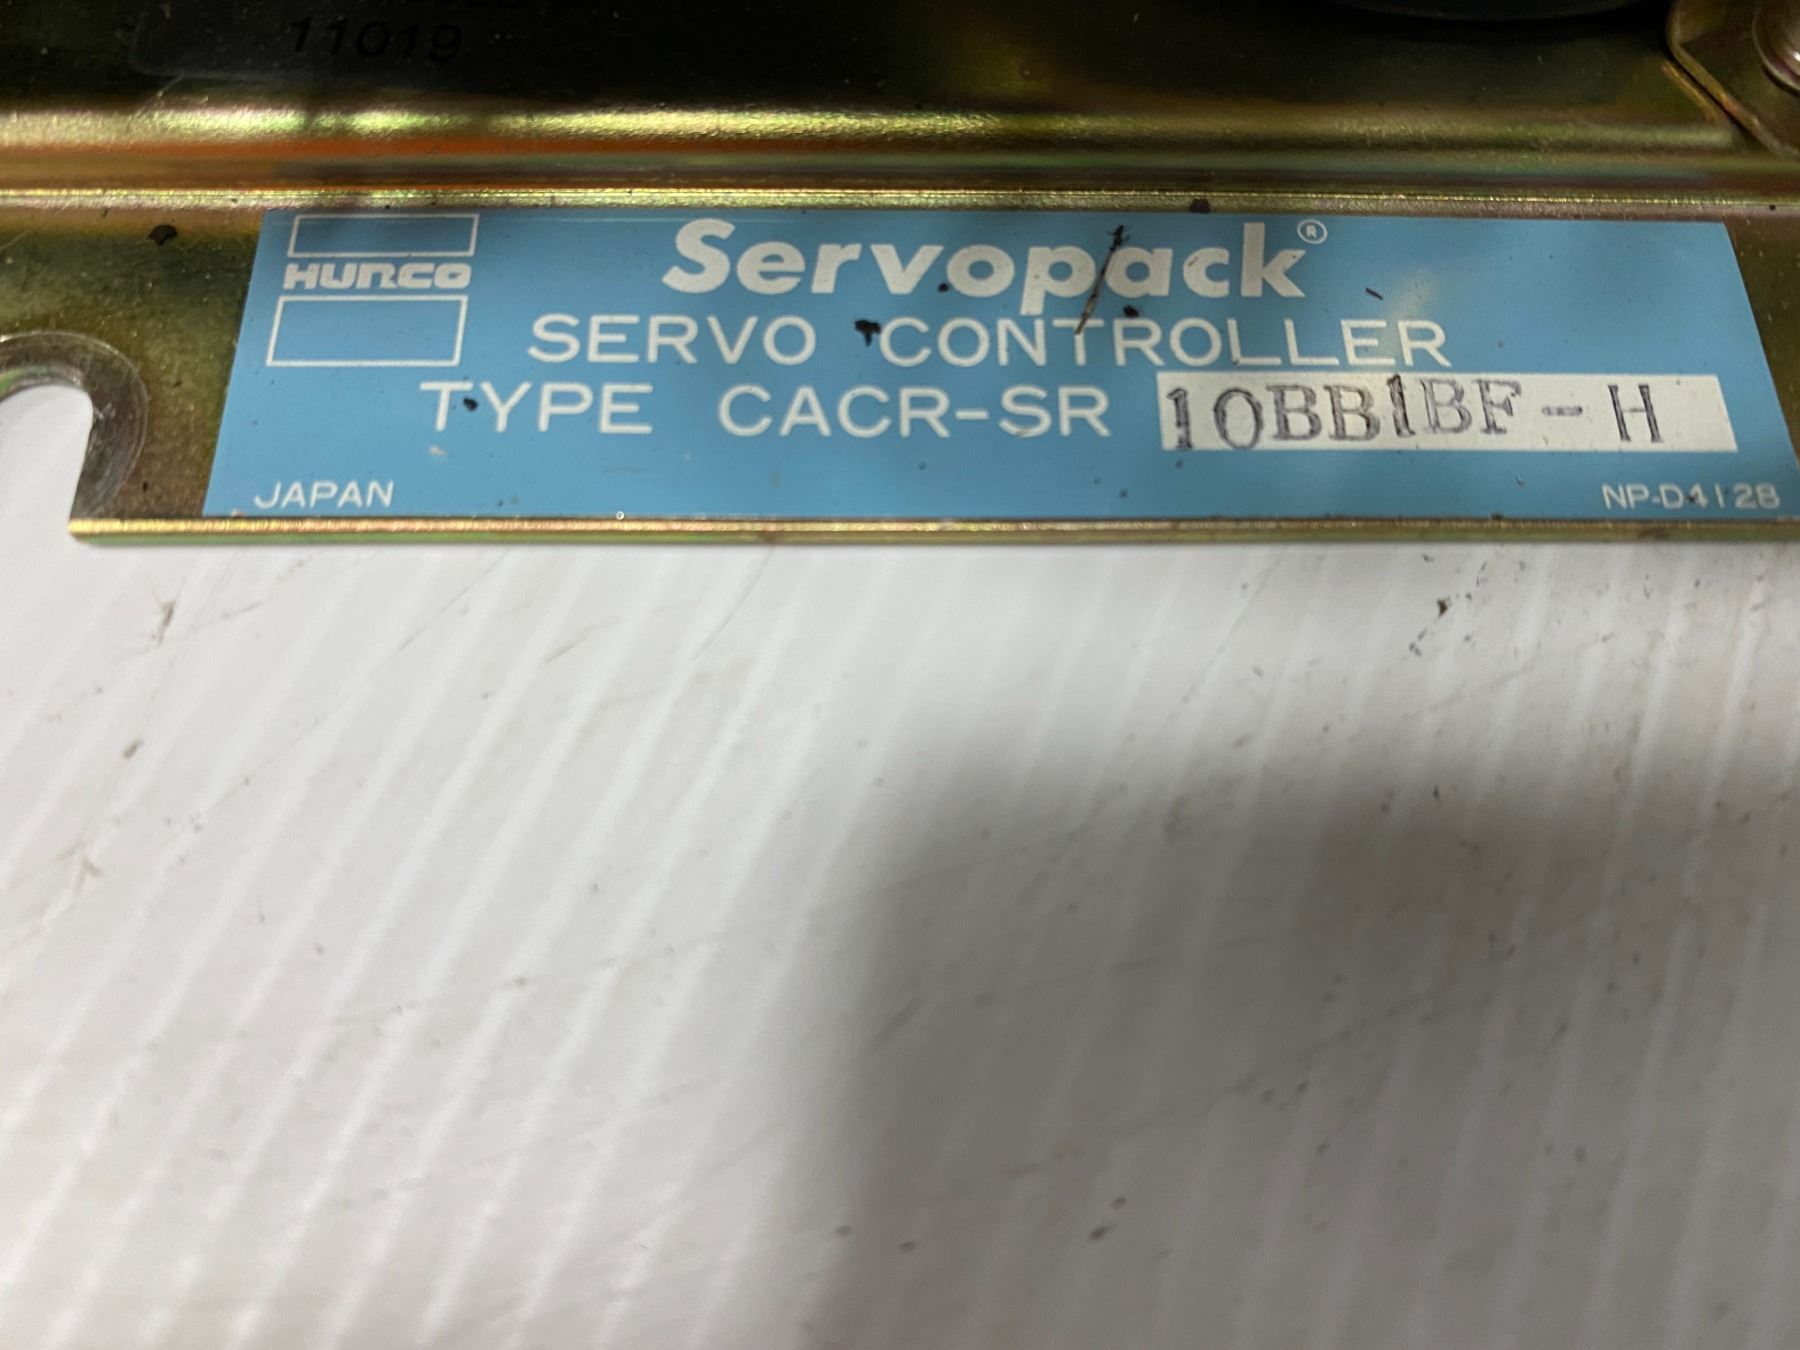 11019
HURCO
Servopack®
SERVO CONTROLLER
TYPE CACR-SR 10BB1BF-H
JAPAN
NP-D4128